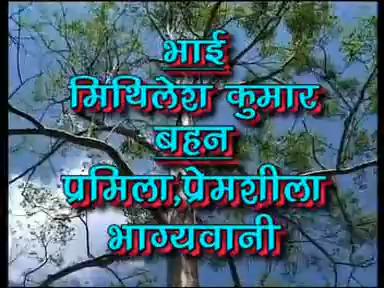 भाई
मिथिलेश कुमार
बहन
प्रमिला,प्रेमशीला
भाग्यवानी